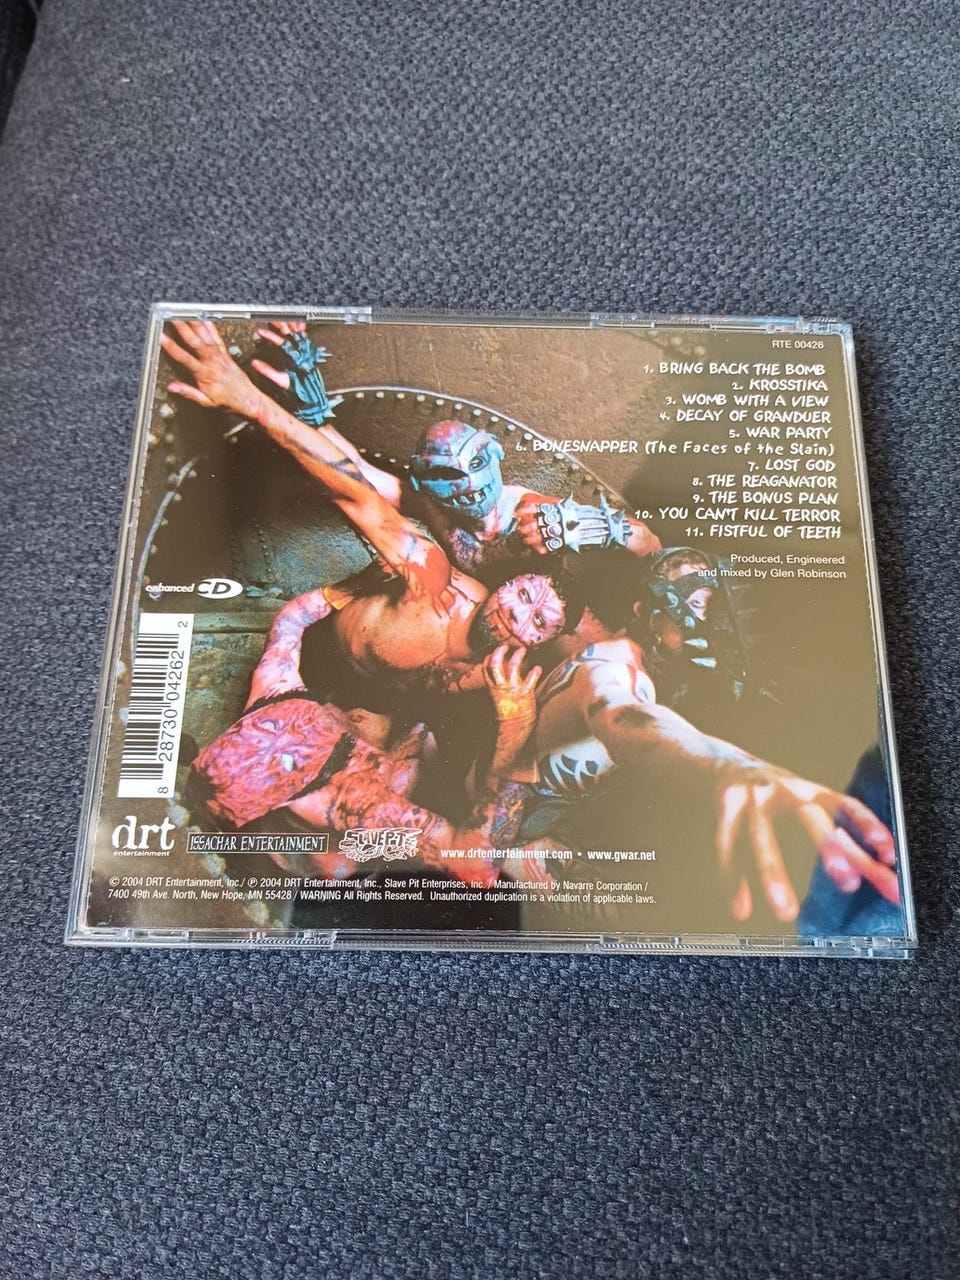 RTE 00426
1. BRING BACK THE BOMB
2. KROSSTIKA
3. WOMB WITH A VIEW
4. DECAY OF GRANDUER
5. WAR PARTY
6. BONESNAPPER (The Faces of the Slain)
7. LOST GOD
8. THE REAGANATOR
9. THE BONUS PLAN
10. YOU CAN'T KILL TERROR
11. FISTFUL OF TEETH
Produced, Engineered
and mixed by Glen Robinson
enhanced CD
8 28730 04262 2
drt
entertainment
ISSACHAR ENTERTAINMENT
SLAVE PIT
www.drtentertainment.com • www.gwar.net
© 2004 DRT Entertainment, Inc./ ℗ 2004 DRT Entertainment, Inc., Slave Pit Enterprises, Inc. / Manufactured by Navarre Corporation /
7400 49th Ave. North, New Hope, MN 55428 / WARNING All Rights Reserved. Unauthorized duplication is a violation of applicable laws.